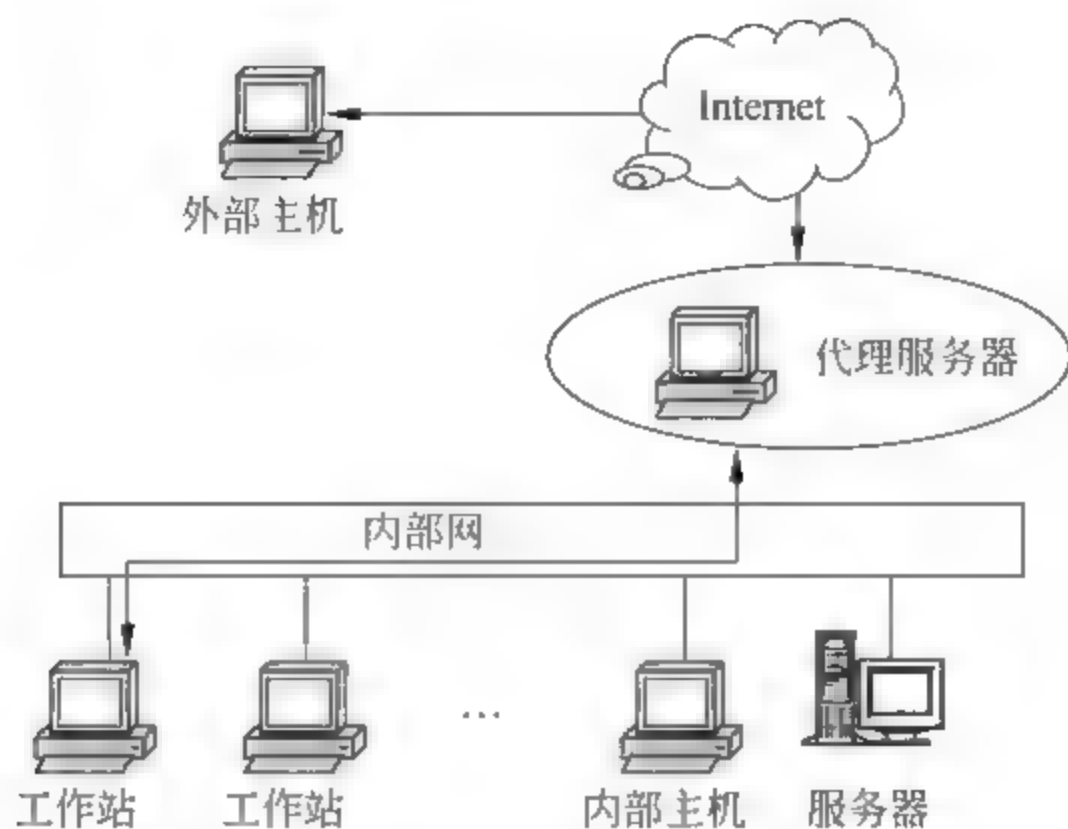 Internet
外部主机
代理服务器
内部网
...
工作站
工作站
内部主机
服务器